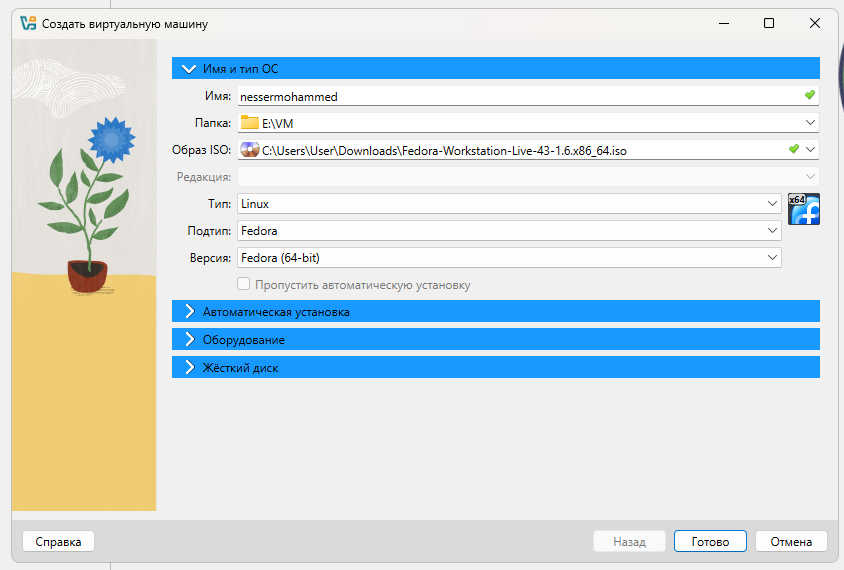 Создать виртуальную машину
Имя и тип ОС
Имя: nessermohammed
Папка: E:\VM
Образ ISO: C:\Users\User\Downloads\Fedora-Workstation-Live-43-1.6.x86_64.iso
Редакция:
Тип: Linux
x64
Подтип: Fedora
Версия: Fedora (64-bit)
Пропустить автоматическую установку
Автоматическая установка
Оборудование
Жёсткий диск
Справка Назад Готово Отмена